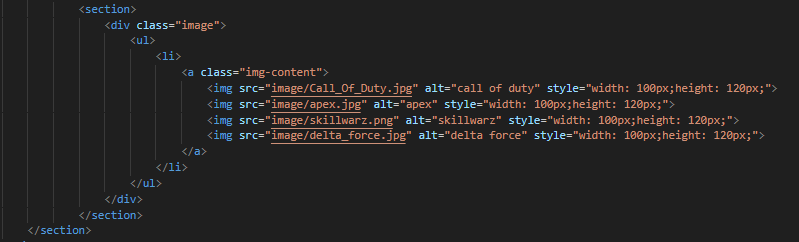 <section>
<div class="image">
<ul>
<li>
<a class="img-content">
<img src="image/Call_Of_Duty.jpg" alt="call of duty" style="width: 100px;height: 120px;">
<img src="image/apex.jpg" alt="apex" style="width: 100px;height: 120px;">
<img src="image/skillwarz.png" alt="skillwarz" style="width: 100px;height: 120px;">
<img src="image/delta_force.jpg" alt="delta force" style="width: 100px;height: 120px;">
</a>
</li>
</ul>
</div>
</section>
</section>